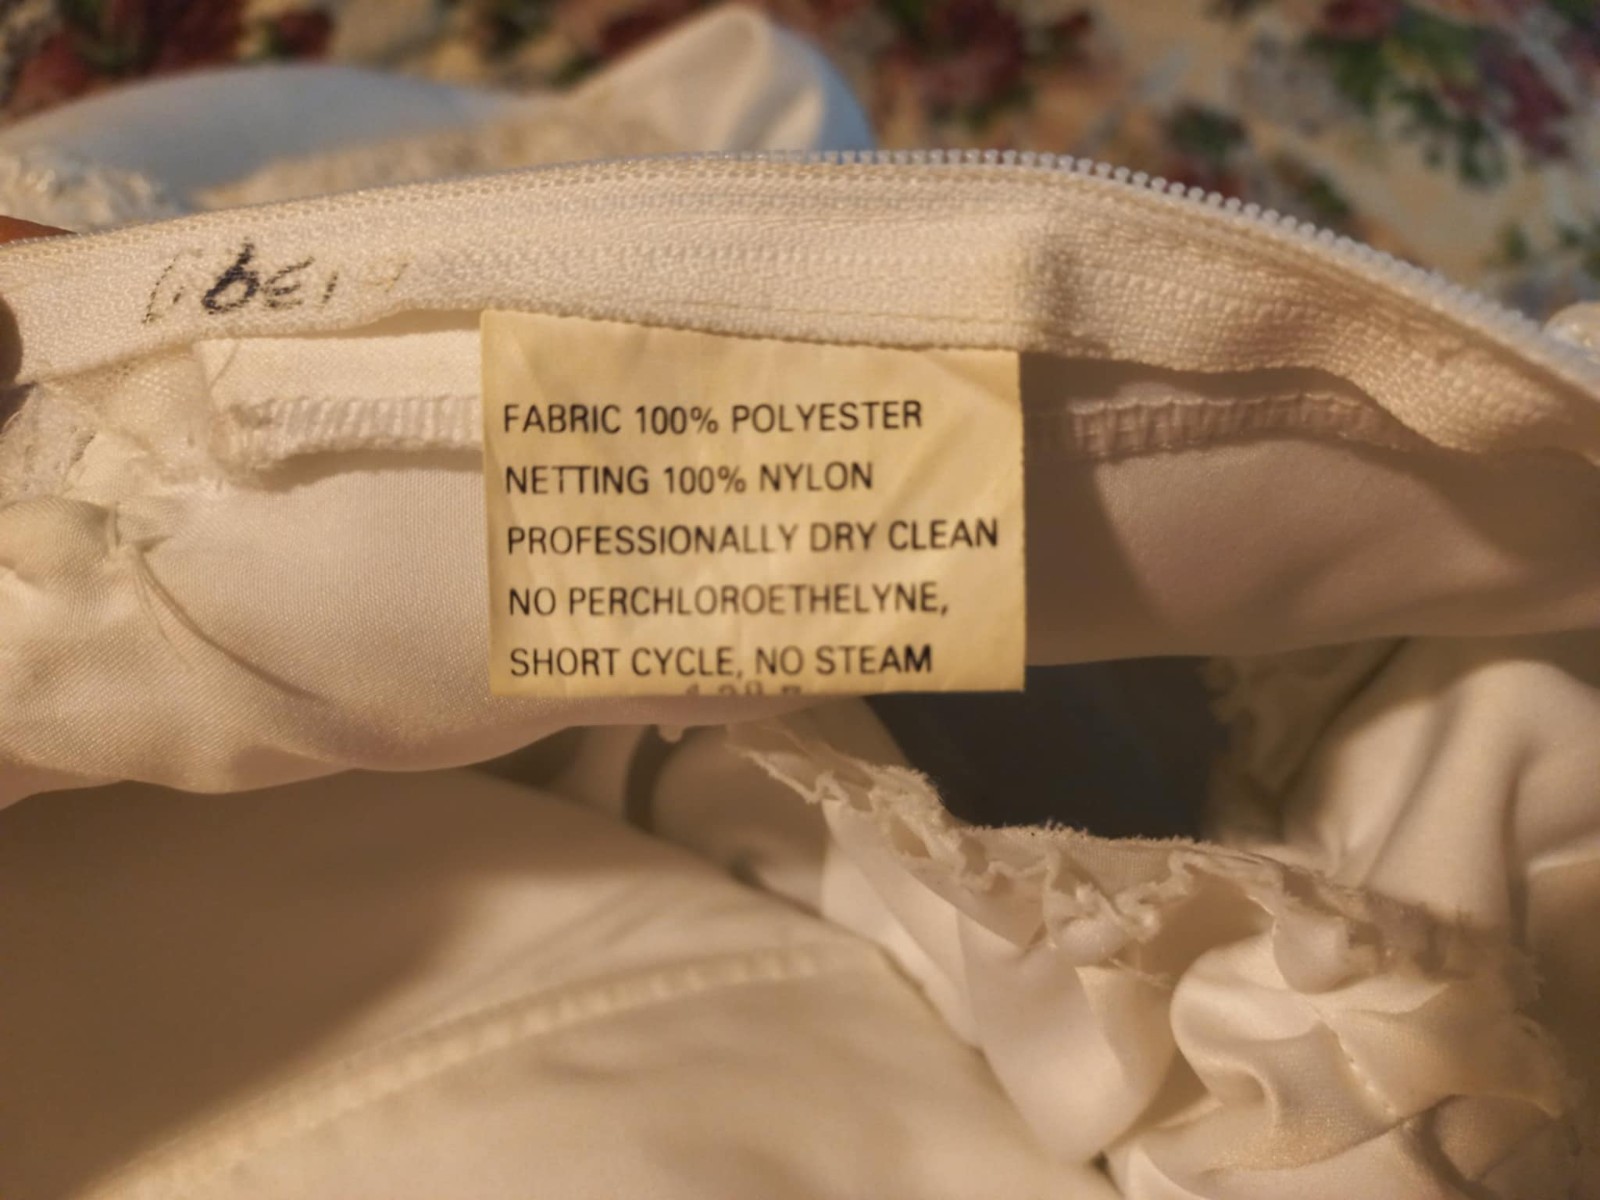 FABRIC 100% POLYESTER
NETTING 100% NYLON
PROFESSIONALLY DRY CLEAN
NO PERCHLOROETHELYNE,
SHORT CYCLE, NO STEAM